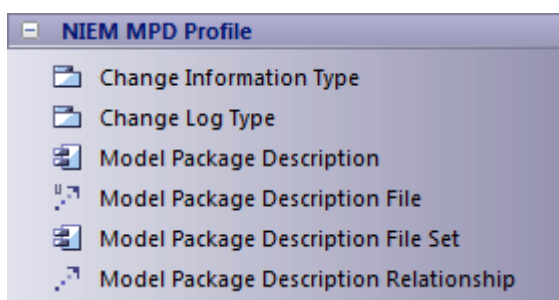 NIEM MPD Profile
Change Information Type
Change Log Type
Model Package Description
Model Package Description File
Model Package Description File Set
Model Package Description Relationship